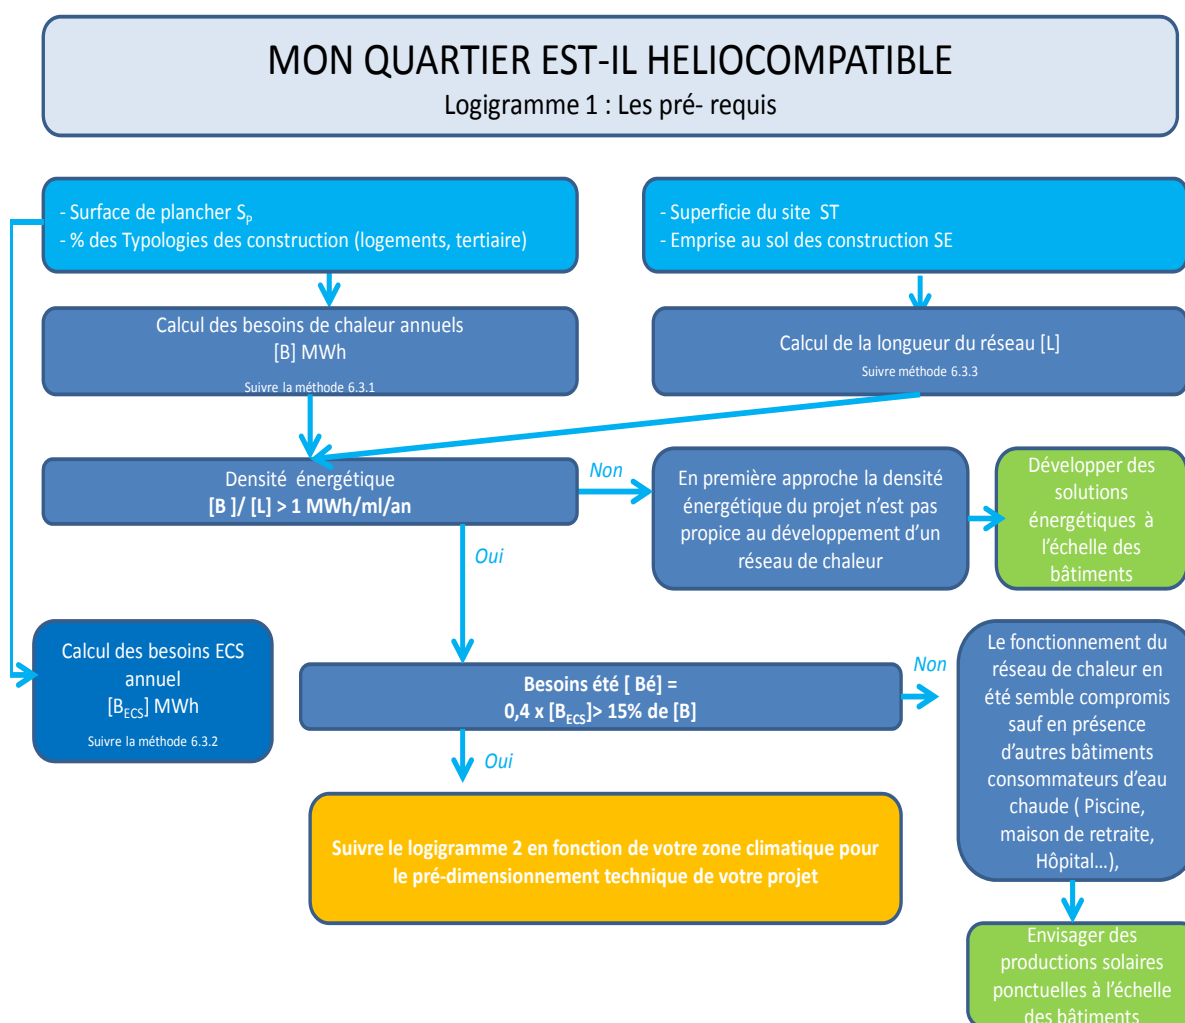 MON QUARTIER EST-IL HELIOCOMPATIBLE
Logigramme 1 : Les pré- requis
- Surface de plancher Sp
- % des Typologies des construction (logements, tertiaire)
- Superficie du site ST
- Emprise au sol des construction SE
Calcul des besoins de chaleur annuels
[B] MWh
Suivre la méthode 6.3.1
Calcul de la longueur du réseau [L]
Suivre méthode 6.3.3
Densité énergétique
[B ]/ [L] > 1 MWh/ml/an
Non
En première approche la densité
énergétique du projet n'est pas
propice au développement d'un
réseau de chaleur
Développer des
solutions
énergétiques à
l'échelle des
bâtiments
Oui
Calcul des besoins ECS
annuel
[BECS] MWh
Suivre la méthode 6.3.2
Besoins été [ Bé] =
0,4 x [BECS]> 15% de [B]
Non
Le fonctionnement du
réseau de chaleur en
été semble compromis
sauf en présence
d'autres bâtiments
consommateurs d'eau
chaude ( Piscine,
maison de retraite,
Hôpital...),
Oui
Suivre le logigramme 2 en fonction de votre zone climatique pour
le pré-dimensionnement technique de votre projet
Envisager des
productions solaires
ponctuelles à l'échelle
des bâtiments